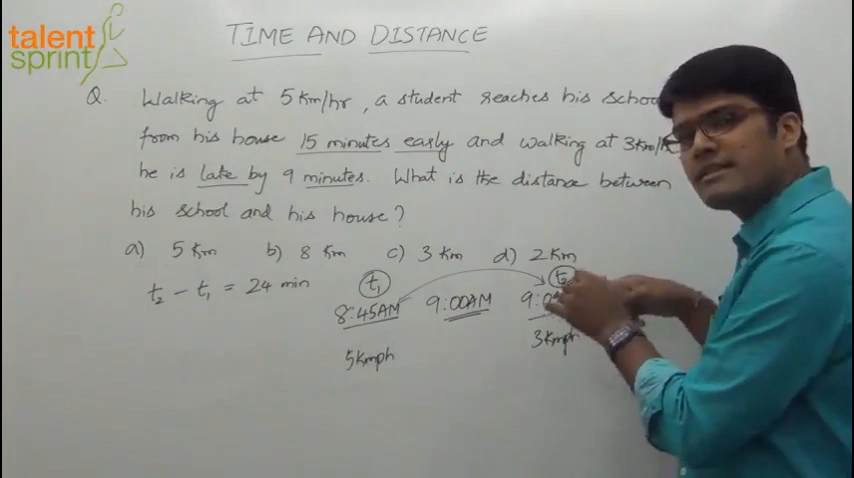 talent
sprint
TIME AND DISTANCE
Q. Walking at 5 Km/hr, a student reaches his
from his house 15 minutes early and walking at 3Km/
he is late by 9 minutes. What is the distance between
his school and his house?
a) 5 Km b) 8 Km c) 3 Km d) 2 Km
t₂ - t₁ = 24 min t₁ t₂
8:45AM 9:00AM
5Kmph 3Kmph